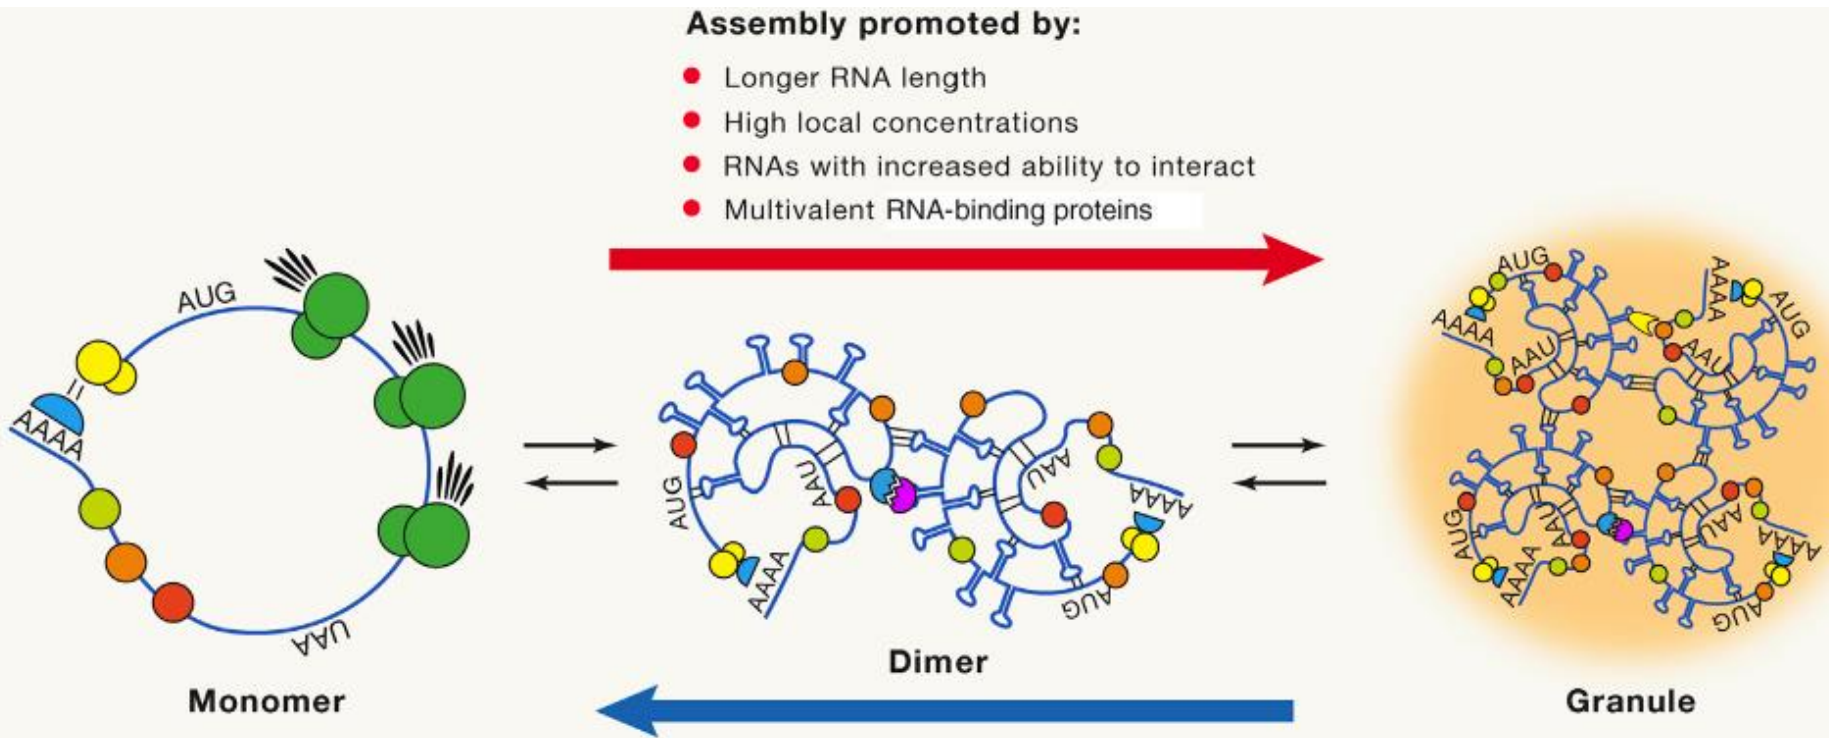 Assembly promoted by:
Longer RNA length
High local concentrations
RNAs with increased ability to interact
Multivalent RNA-binding proteins
AUG
AAAA
UAA
Monomer
AUG
AAU
AAAA
AAU
AAAA
AUG
Dimer
AUG
AAAA
AAU
AAAA
AUG
AAU
AUG
AAU
AAAA
AAU
AAAA
AUG
Granule